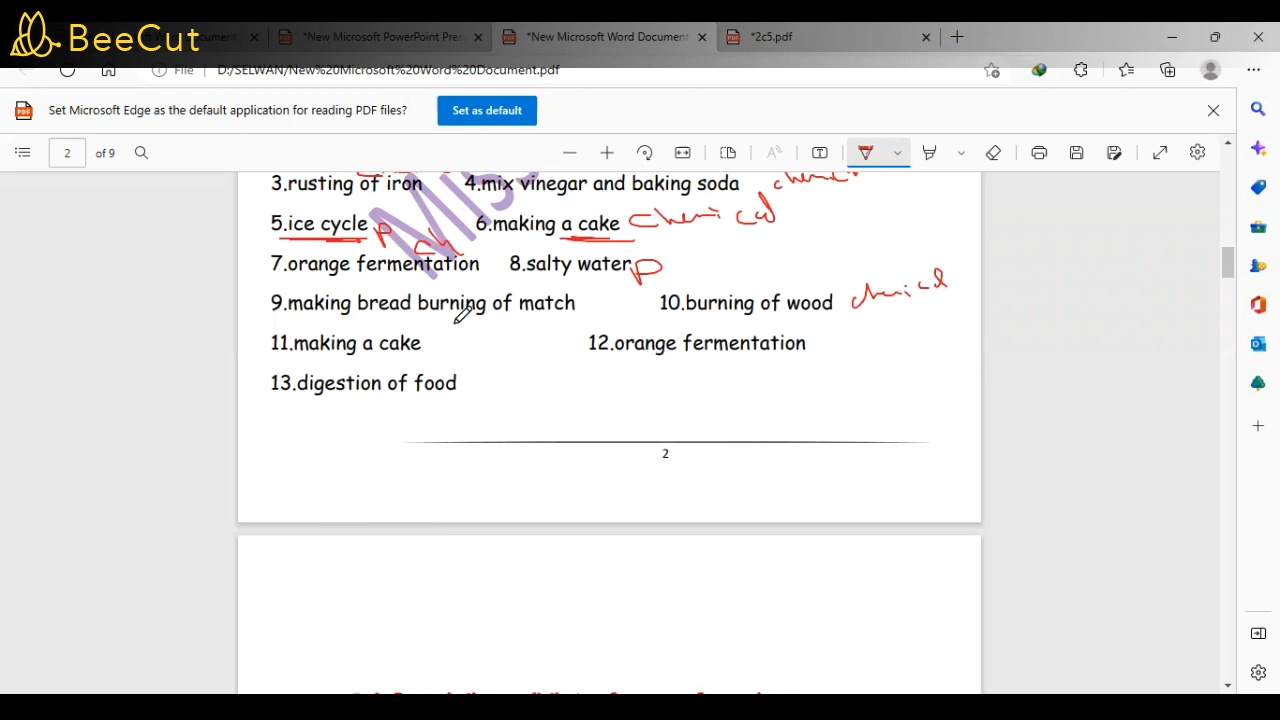 BeeCut
*New Microsoft PowerPoint Pres
*New Microsoft Word Document
*2c5.pdf
File D:/SELWAN/New%20Microsoft%20Word%20Document.pdf
Set Microsoft Edge as the default application for reading PDF files? Set as default
2 of 9
3.rusting of iron 4.mix vinegar and baking soda
5.ice cycle P 6.making a cake chemical
ch
7.orange fermentation 8.salty water P
9.making bread burning of match 10.burning of wood chemical
11.making a cake 12.orange fermentation
13.digestion of food
2